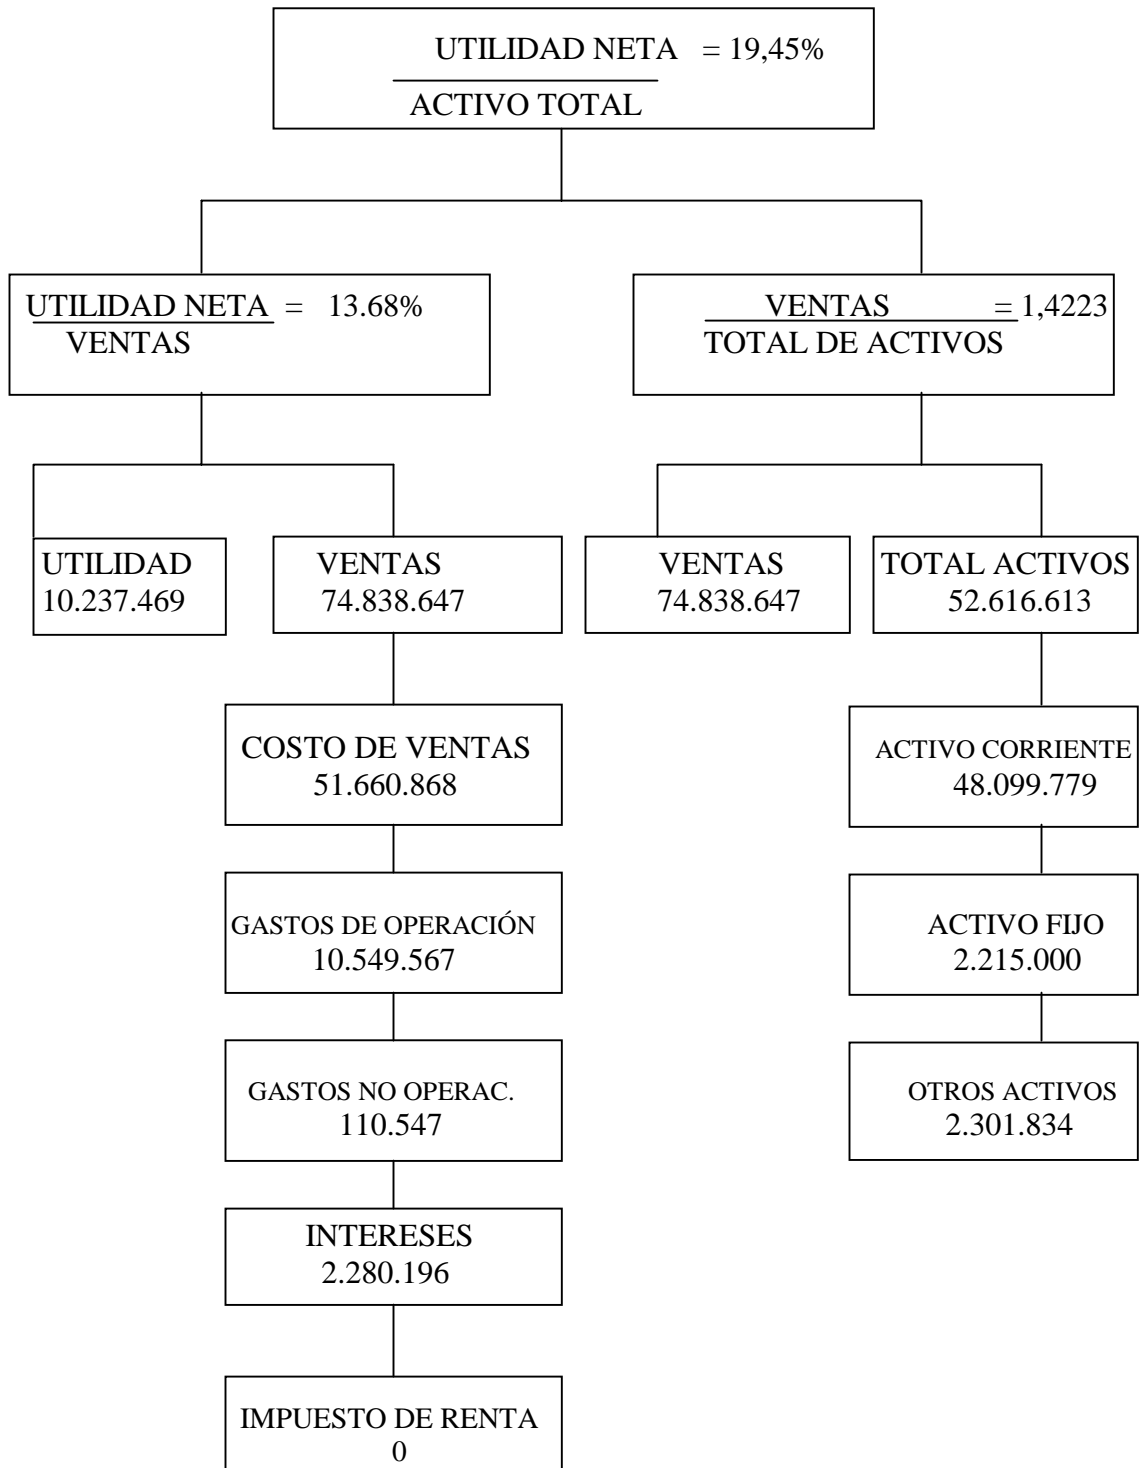 UTILIDAD NETA = 19,45%
ACTIVO TOTAL
UTILIDAD NETA = 13.68%
VENTAS
VENTAS = 1,4223
TOTAL DE ACTIVOS
UTILIDAD
10.237.469
VENTAS
74.838.647
VENTAS
74.838.647
TOTAL ACTIVOS
52.616.613
COSTO DE VENTAS
51.660.868
ACTIVO CORRIENTE
48.099.779
GASTOS DE OPERACIÓN
10.549.567
ACTIVO FIJO
2.215.000
GASTOS NO OPERAC.
110.547
OTROS ACTIVOS
2.301.834
INTERESES
2.280.196
IMPUESTO DE RENTA
0